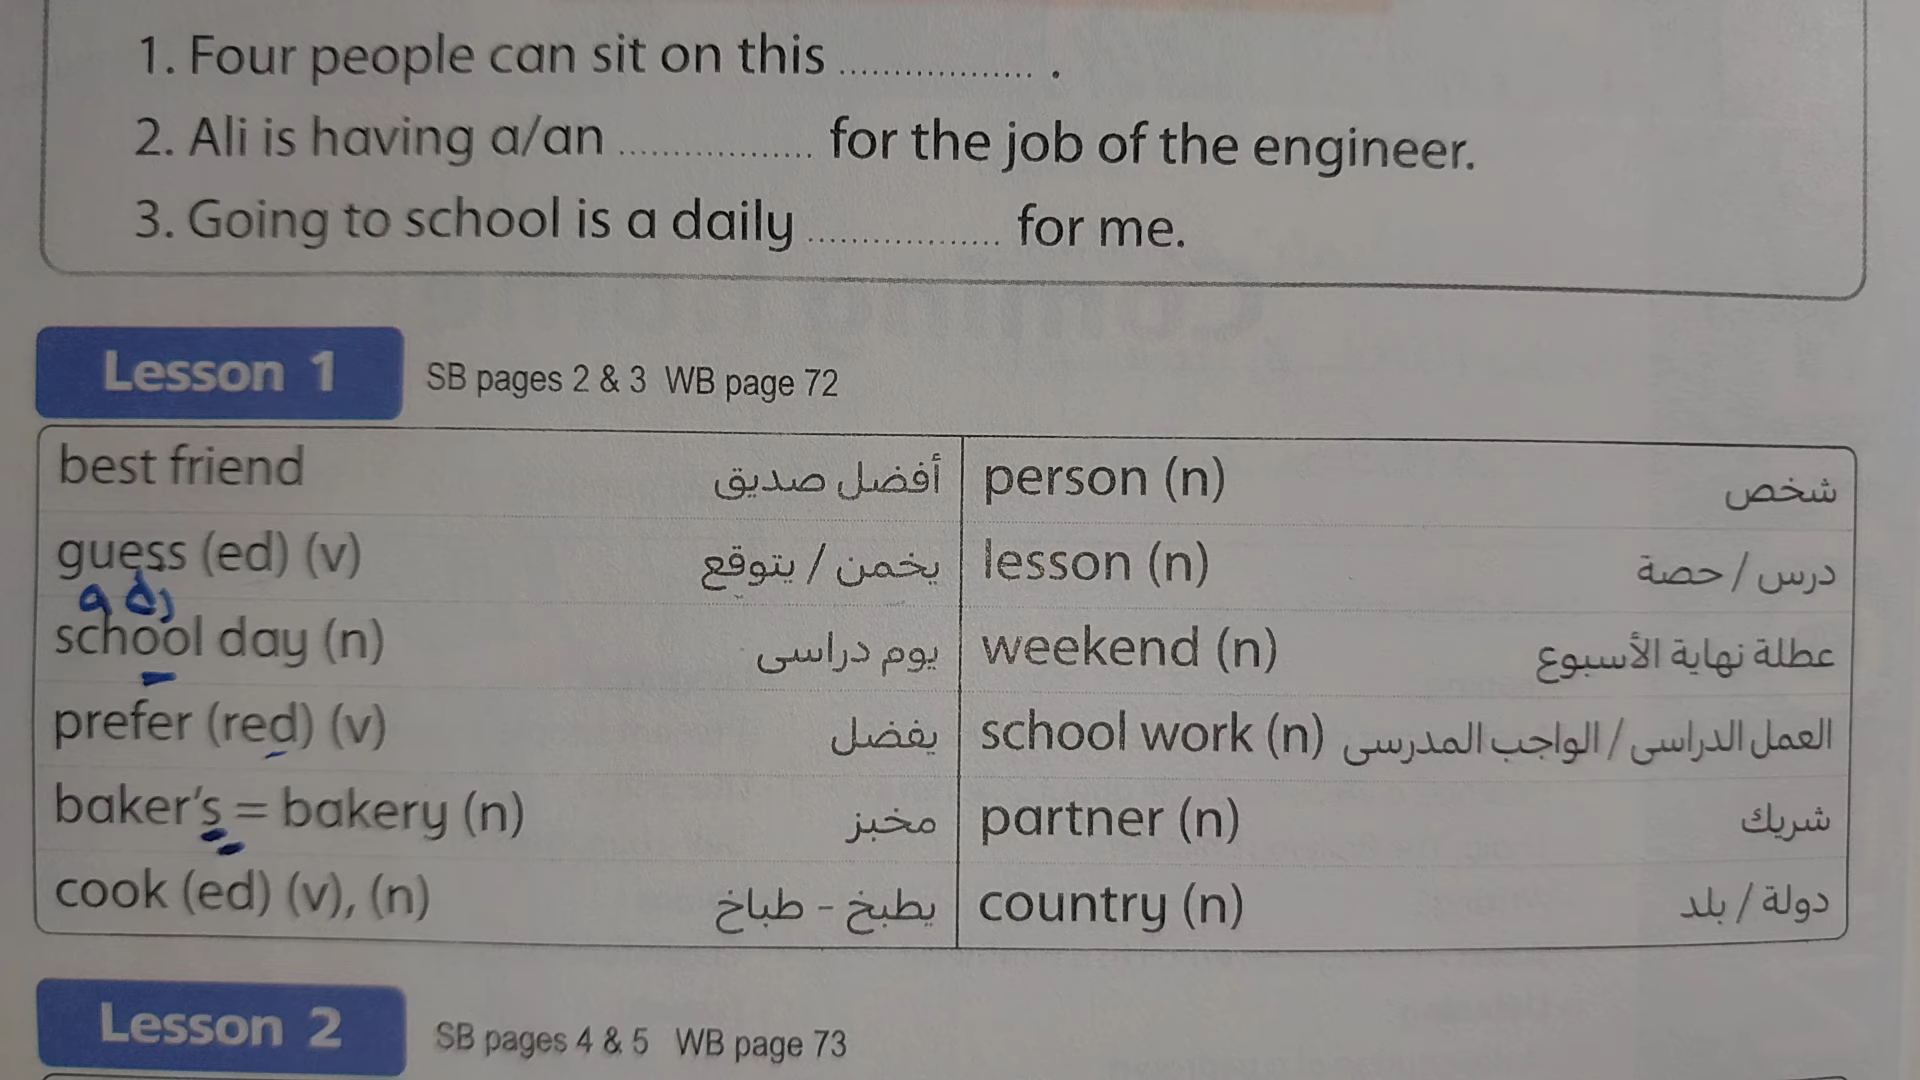 1. Four people can sit on this .................. .
2. Ali is having a/an .................. for the job of the engineer.
3. Going to school is a daily .................. for me.
Lesson 1 SB pages 2 & 3 WB page 72
best friend أفضل صديق
person (n) شخص
guess (ed) (v) يخمن / يتوقع
lesson (n) درس / حصة
school day (n) يوم دراسى
weekend (n) عطلة نهاية الأسبوع
prefer (red) (v) يفضل
school work (n) العمل الدراسى / الواجب المدرسى
baker's = bakery (n) مخبز
partner (n) شريك
cook (ed) (v), (n) يطبخ - طباخ
country (n) دولة / بلد
Lesson 2 SB pages 4 & 5 WB page 73